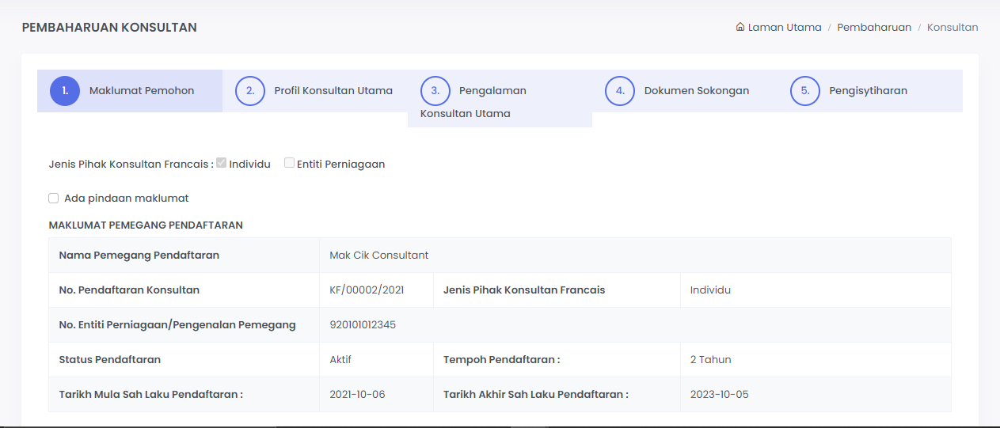 PEMBAHARUAN KONSULTAN
Laman Utama / Pembaharuan / Konsultan
1. Maklumat Pemohon
2. Profil Konsultan Utama
3. Pengalaman
Konsultan Utama
4. Dokumen Sokongan
5. Pengisytiharan
Jenis Pihak Konsultan Francais : Individu Entiti Perniagaan
Ada pindaan maklumat
MAKLUMAT PEMEGANG PENDAFTARAN
Nama Pemegang Pendaftaran Mak Cik Consultant
No. Pendaftaran Konsultan KF/00002/2021 Jenis Pihak Konsultan Francais Individu
No. Entiti Perniagaan/Pengenalan Pemegang 920101012345
Status Pendaftaran Aktif Tempoh Pendaftaran : 2 Tahun
Tarikh Mula Sah Laku Pendaftaran : 2021-10-06 Tarikh Akhir Sah Laku Pendaftaran : 2023-10-05